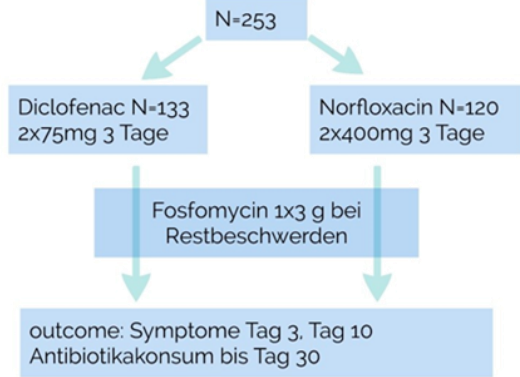 N=253
Diclofenac N=133
2x75mg 3 Tage
Norfloxacin N=120
2x400mg 3 Tage
Fosfomycin 1x3 g bei
Restbeschwerden
outcome: Symptome Tag 3, Tag 10
Antibiotikakonsum bis Tag 30